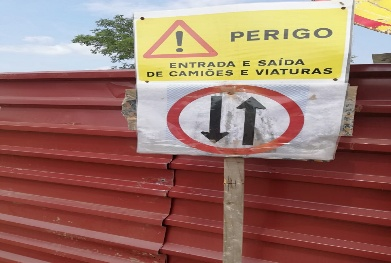 PERIGO
ENTRADA E SAÍDA
DE CAMIÕES E VIATURAS